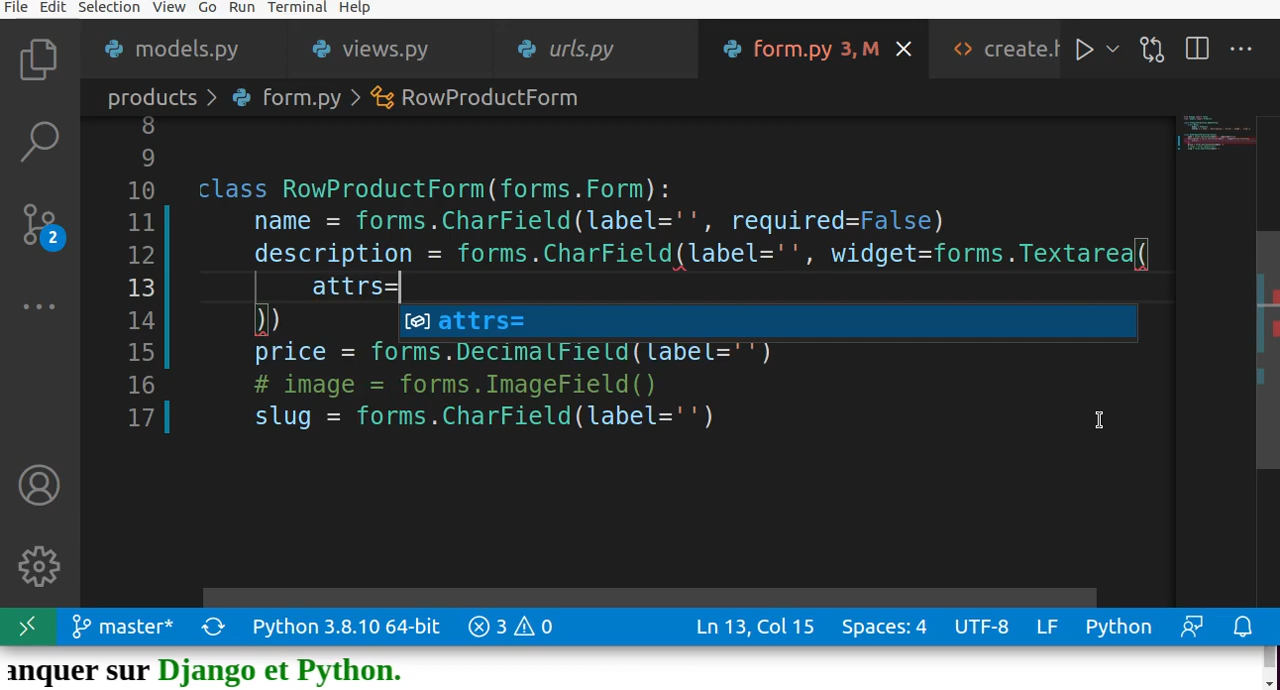 File Edit Selection View Go Run Terminal Help
models.py views.py urls.py form.py 3, M create.h
products > form.py > RowProductForm
8
9
10 class RowProductForm(forms.Form):
11 name = forms.CharField(label='', required=False)
12 description = forms.CharField(label='', widget=forms.Textarea(
13 attrs=
attrs=
14 ))
15 price = forms.DecimalField(label='')
16 # image = forms.ImageField()
17 slug = forms.CharField(label='')
2
master* Python 3.8.10 64-bit 3 0 Ln 13, Col 15 Spaces: 4 UTF-8 LF Python
anquer sur Django et Python.